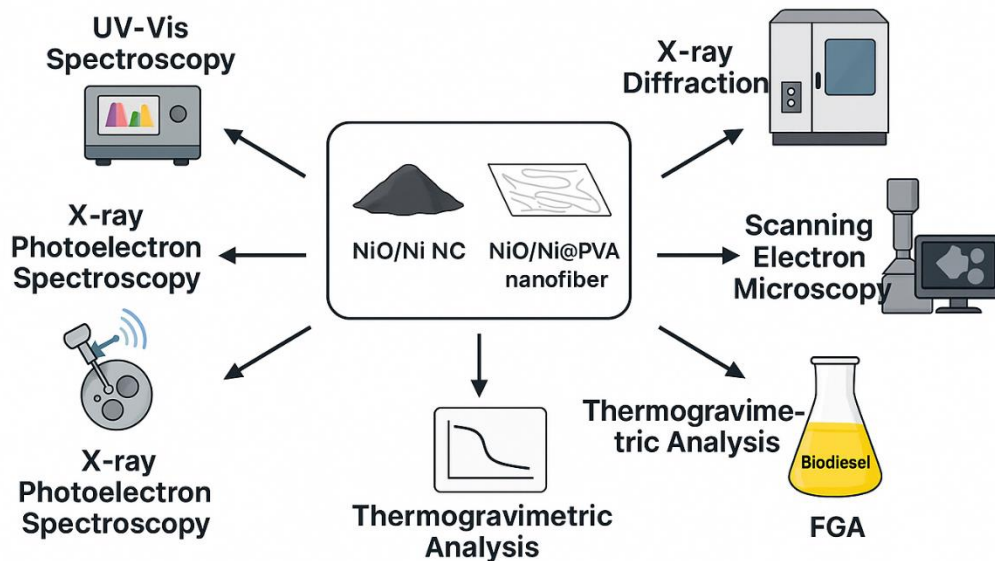 UV-Vis
Spectroscopy
X-ray
Diffraction
X-ray
Photoelectron
Spectroscopy
NiO/Ni NC
NiO/Ni@PVA
nanofiber
Scanning
Electron
Microscopy
X-ray
Photoelectron
Spectroscopy
Thermogravimetric
Analysis
Thermogravime-
tric Analysis
Biodiesel
FGA